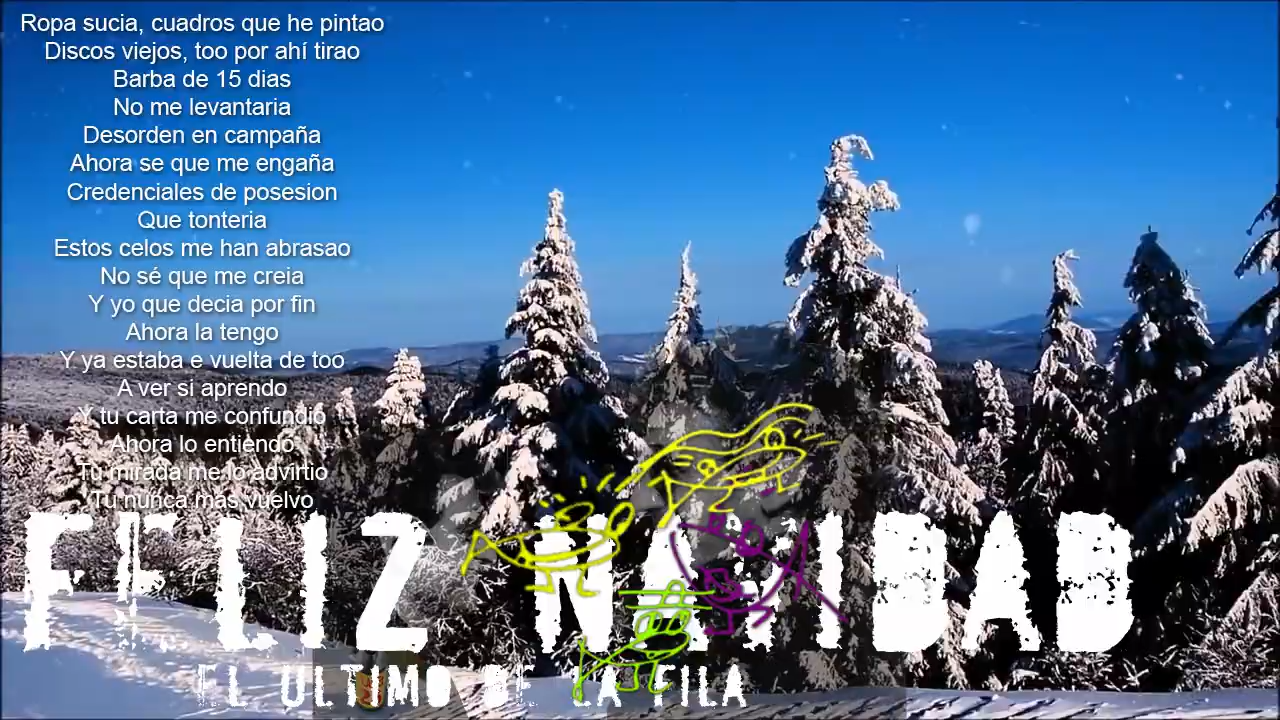 Ropa sucia, cuadros que he pintao
Discos viejos, too por ahí tirao
Barba de 15 dias
No me levantaria
Desorden en campaña
Ahora se que me engaña
Credenciales de posesion
Que tonteria
Estos celos me han abrasao
No sé que me creia
Y yo que decia por fin
Ahora la tengo
Y ya estaba e vuelta de too
A ver si aprendo
Y tu carta me confundió
Ahora lo entiendo
Tu mirada me lo advirtio
Tu nunca más vuelvo
FELIZ NAVIDAD
EL ULTIMO DE LA FILA